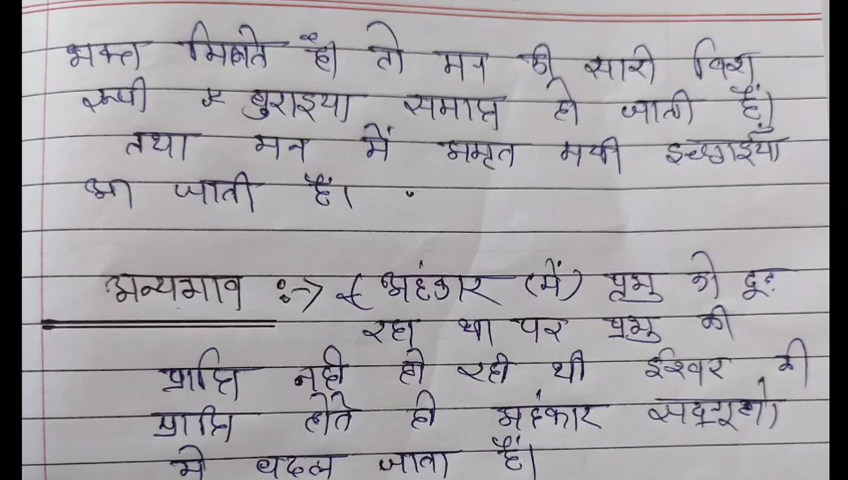 भक्त मिलते है तो मन की सारी विश
रूपी बुराइया समाप्त हो जाती हैं।
तथा मन में अमृत मयी इच्छाईयाँ
आ जाती हैं।
अन्यभाव :-> अहंकार (में) प्रभु को ढूढ
रहा था पर प्रभु की
प्राप्ति नही हो रही थी ईश्वर की
प्राप्ति होते ही अहंकार सद्गुणो
मे बदल जाता हैं।